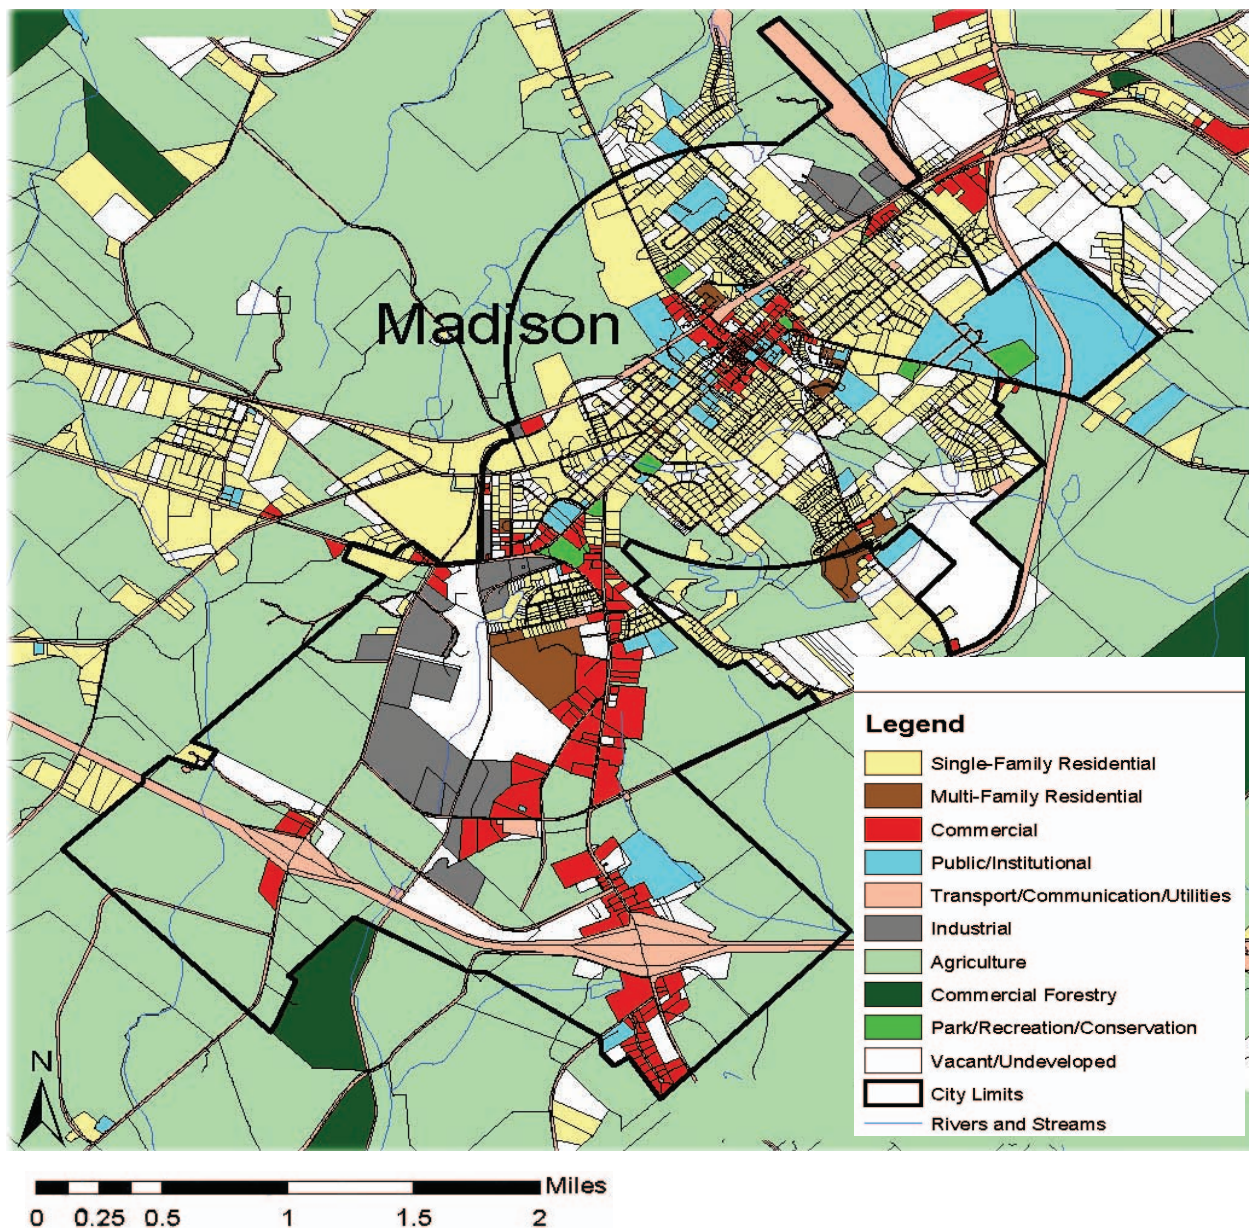 Madison
Legend
Single-Family Residential
Multi-Family Residential
Commercial
Public/Institutional
Transport/Communication/Utilities
Industrial
Agriculture
Commercial Forestry
Park/Recreation/Conservation
Vacant/Undeveloped
City Limits
Rivers and Streams
N
Miles
0 0.25 0.5 1 1.5 2